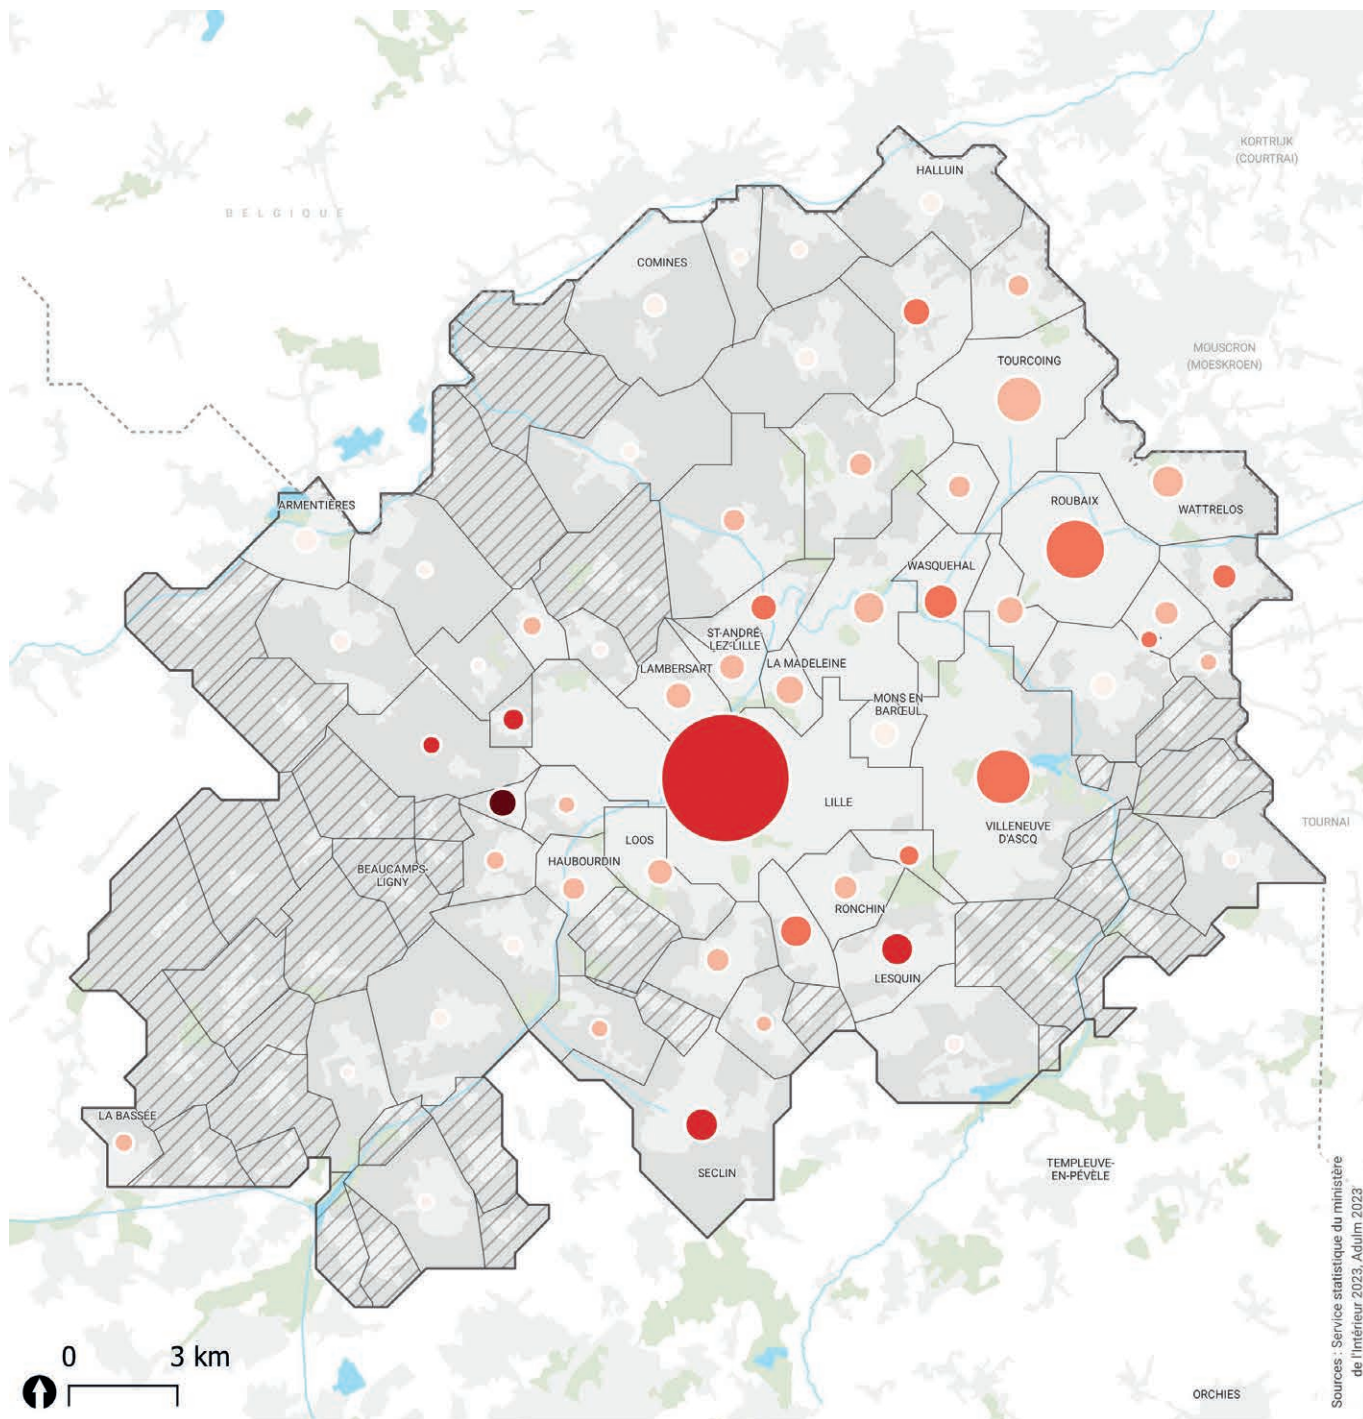 KORTRIJK
(COURTRAI)
HALLUIN
BELGIQUE
COMINES
MOUSCRON
(MOESKROEN)
TOURCOING
ARMENTIÈRES
ROUBAIX
WATTRELOS
WASQUEHAL
ST-ANDRÉ-
LEZ-LILLE
LAMBERSART
LA MADELEINE
MONS EN
BARŒUL
LILLE
TOURNAI
VILLENEUVE
D'ASCQ
LOOS
HAUBOURDIN
BEAUCAMPS-
LIGNY
RONCHIN
LESQUIN
LA BASSÉE
SECLIN
TEMPLEUVE-
EN-PÉVÈLE
0 3 km
ORCHIES
Sources : Service statistique du ministère
de l'Intérieur 2023, Adulm 2023